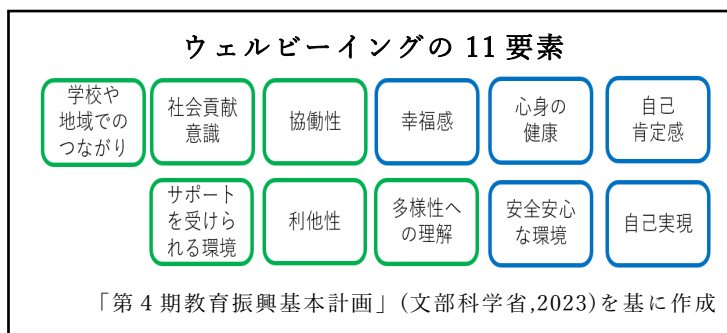 ウェルビーイングの 11 要素
学校や
地域での
つながり
社会貢献
意識
協働性
幸福感
心身の
健康
自己
肯定感
サポート
を受けら
れる環境
利他性
多様性へ
の理解
安全安心
な環境
自己実現
「第4期教育振興基本計画」(文部科学省,2023)を基に作成